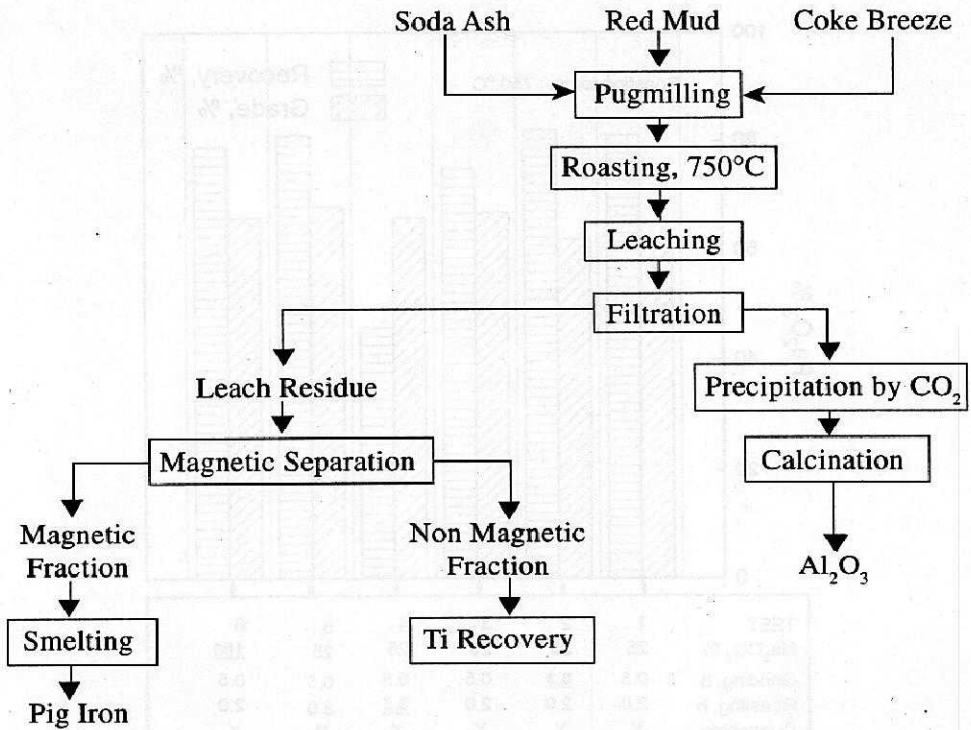 Soda Ash
Red Mud
Coke Breeze
Pugmilling
Roasting, 750°C
Leaching
Filtration
Leach Residue
Precipitation by CO₂
Magnetic Separation
Calcination
Magnetic
Fraction
Non Magnetic
Fraction
Al₂O₃
Smelting
Ti Recovery
Pig Iron